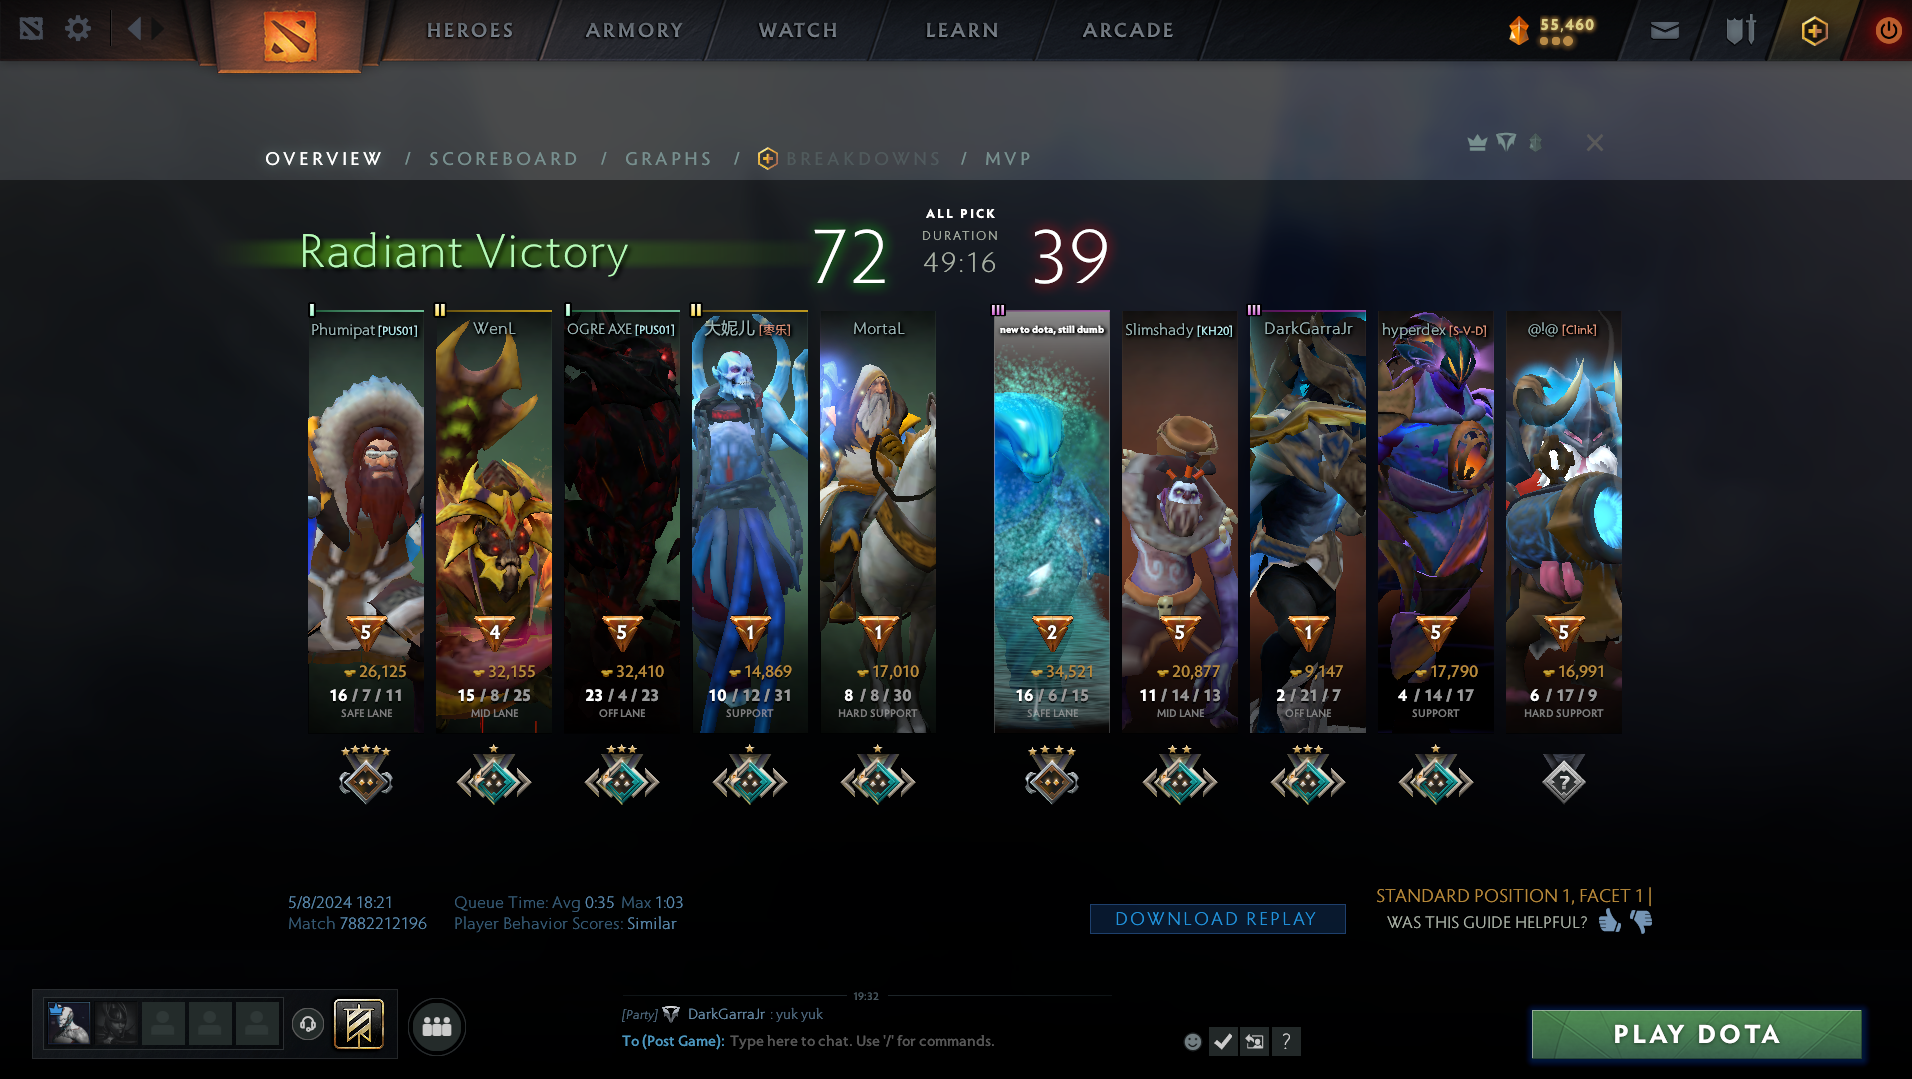 HEROES
ARMORY
WATCH
LEARN
ARCADE
55,460
OVERVIEW / SCOREBOARD / GRAPHS / BREAKDOWNS / MVP
Radiant Victory
72
ALL PICK
DURATION
49:16
39
Phumipat [PUS01]
WenL
OGRE AXE [PUS01]
大妮儿 [枣乐]
MortaL
new to dota, still dumb
Slimshady [KH20]
DarkGarraJr
hyperdex [S-V-D]
@!@ [Clink]
5 4 5 1 1 2 5 1 5 5
26,125 32,155 32,410 14,869 17,010 34,521 20,877 9,147 17,790 16,991
16 / 7 / 11 15 / 8 / 25 23 / 4 / 23 10 / 12 / 31 8 / 8 / 30 16 / 6 / 15 11 / 14 / 13 2 / 21 / 7 4 / 14 / 17 6 / 17 / 9
SAFE LANE MID LANE OFF LANE SUPPORT HARD SUPPORT SAFE LANE MID LANE OFF LANE SUPPORT HARD SUPPORT
?
5/8/2024 18:21
Match 7882212196
Queue Time: Avg 0:35 Max 1:03
Player Behavior Scores: Similar
DOWNLOAD REPLAY
STANDARD POSITION 1, FACET 1 |
WAS THIS GUIDE HELPFUL?
19:32
[Party] DarkGarraJr : yuk yuk
To (Post Game): Type here to chat. Use '/' for commands.
?
PLAY DOTA